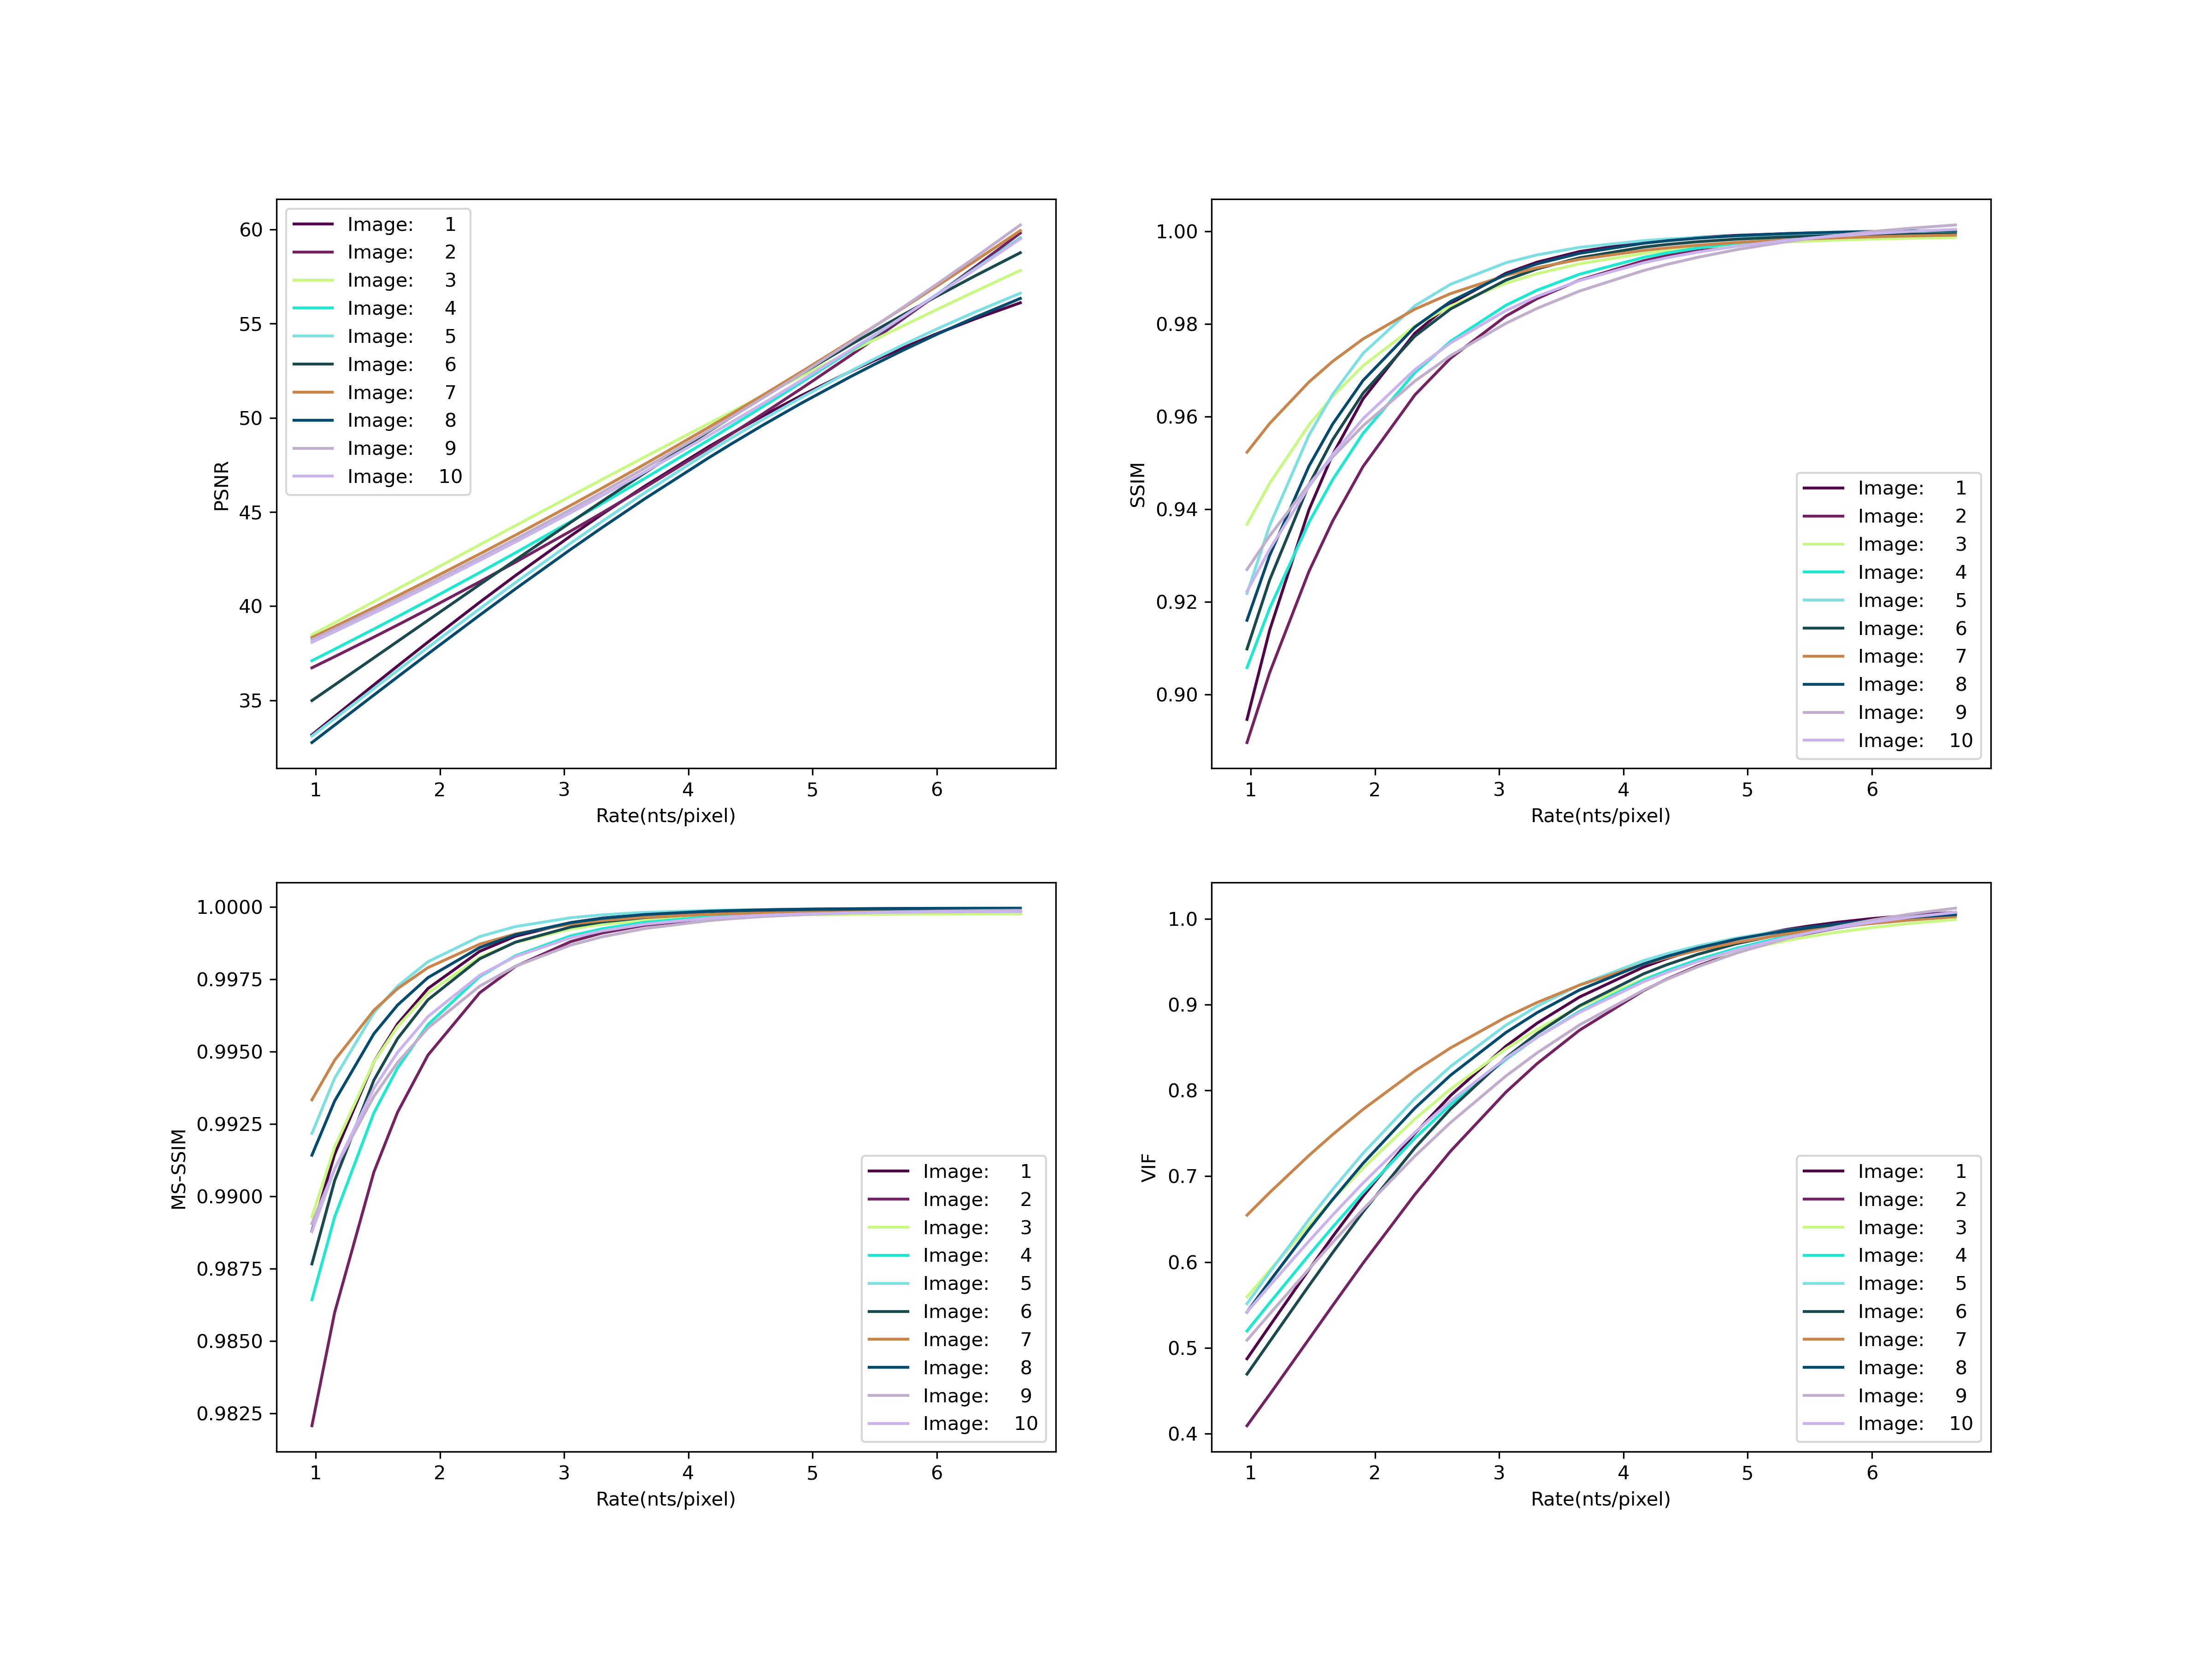 60
55
50
45
40
35
PSNR
Image: 1
Image: 2
Image: 3
Image: 4
Image: 5
Image: 6
Image: 7
Image: 8
Image: 9
Image: 10
1 2 3 4 5 6
Rate(nts/pixel)
1.00
0.98
0.96
0.94
0.92
0.90
SSIM
Image: 1
Image: 2
Image: 3
Image: 4
Image: 5
Image: 6
Image: 7
Image: 8
Image: 9
Image: 10
1 2 3 4 5 6
Rate(nts/pixel)
1.0000
0.9975
0.9950
0.9925
0.9900
0.9875
0.9850
0.9825
MS-SSIM
Image: 1
Image: 2
Image: 3
Image: 4
Image: 5
Image: 6
Image: 7
Image: 8
Image: 9
Image: 10
1 2 3 4 5 6
Rate(nts/pixel)
1.0
0.9
0.8
0.7
0.6
0.5
0.4
VIF
Image: 1
Image: 2
Image: 3
Image: 4
Image: 5
Image: 6
Image: 7
Image: 8
Image: 9
Image: 10
1 2 3 4 5 6
Rate(nts/pixel)